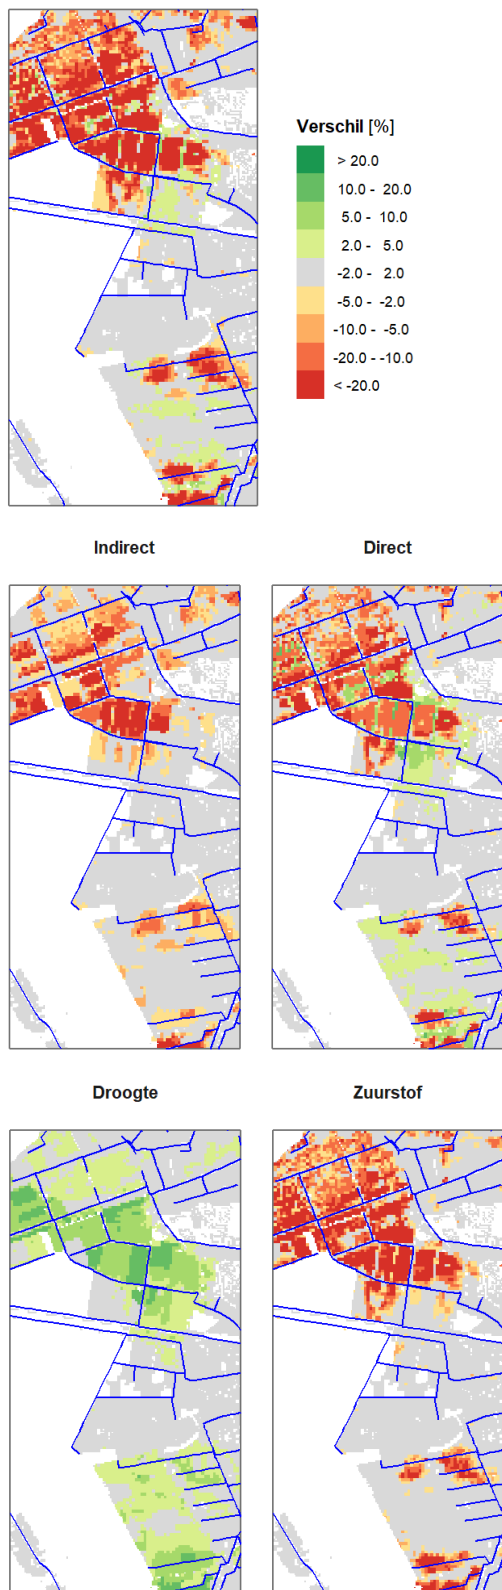 Verschil [%]
> 20.0
10.0 - 20.0
5.0 - 10.0
2.0 - 5.0
-2.0 - 2.0
-5.0 - -2.0
-10.0 - -5.0
-20.0 - -10.0
< -20.0
Indirect Direct
Droogte Zuurstof